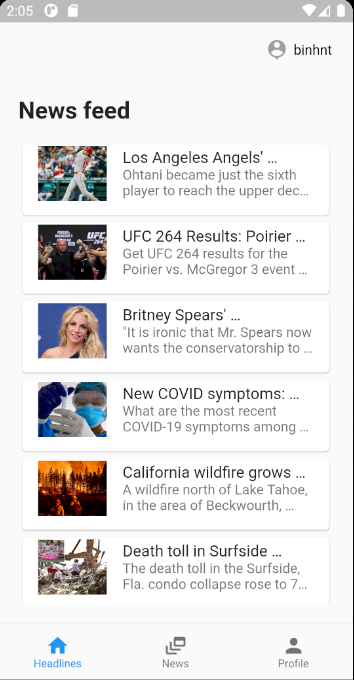 2:05
binhnt
News feed
Los Angeles Angels' ...
Ohtani became just the sixth
player to reach the upper dec...
UFC 264 Results: Poirier ...
Get UFC 264 results for the
Poirier vs. McGregor 3 event ...
Britney Spears' ...
"It is ironic that Mr. Spears now
wants the conservatorship to ...
New COVID symptoms: ...
What are the most recent
COVID-19 symptoms among ...
California wildfire grows ...
A wildfire north of Lake Tahoe,
in the area of Beckwourth, ...
Death toll in Surfside ...
The death toll in the Surfside,
Fla. condo collapse rose to 7...
Headlines
News
Profile